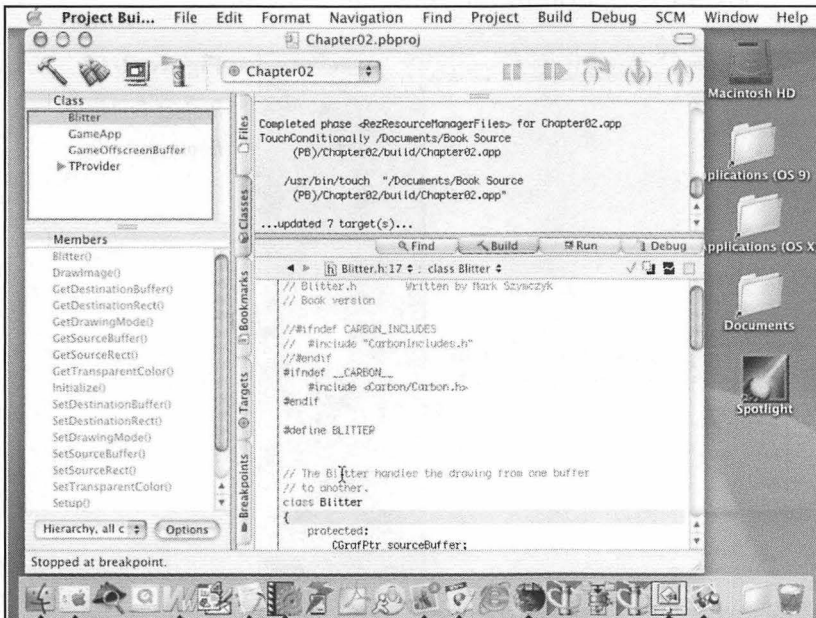 Project Bui... File Edit Format Navigation Find Project Build Debug SCM Window Help
Chapter02.pbproj
Chapter02
Class
Blitter
GameApp
GameOffscreenBuffer
TProvider
Members
Blitter()
DrawImage()
GetDestinationBuffer()
GetDestinationRect()
GetDrawingMode()
GetSourceBuffer()
GetSourceRect()
GetTransparentColor()
Initialize()
SetDestinationBuffer()
SetDestinationRect()
SetDrawingMode()
SetSourceBuffer()
SetSourceRect()
SetTransparentColor()
Setup()
Hierarchy, all c
Options
Stopped at breakpoint.
Files
Classes
Bookmarks
Targets
Breakpoints
Completed phase <RezResourceManagerFiles> for Chapter02.app
TouchConditionally /Documents/Book Source
(PB)/Chapter02/build/Chapter02.app
/usr/bin/touch "/Documents/Book Source
(PB)/Chapter02/build/Chapter02.app"
...updated 7 target(s)...
Find Build Run Debug
h Blitter.h:17 : class Blitter
// Blitter.h Written by Mark Szymczyk
// Book version
//#ifndef CARBON_INCLUDES
// #include "CarbonIncludes.h"
//#endif
#ifndef __CARBON__
#include <Carbon/Carbon.h>
#endif
#define BLITTER
// The Blitter handles the drawing from one buffer
// to another.
class Blitter
{
protected:
CGrafPtr sourceBuffer;
Macintosh HD
plications (OS 9)
pplications (OS X
Documents
Spotlight